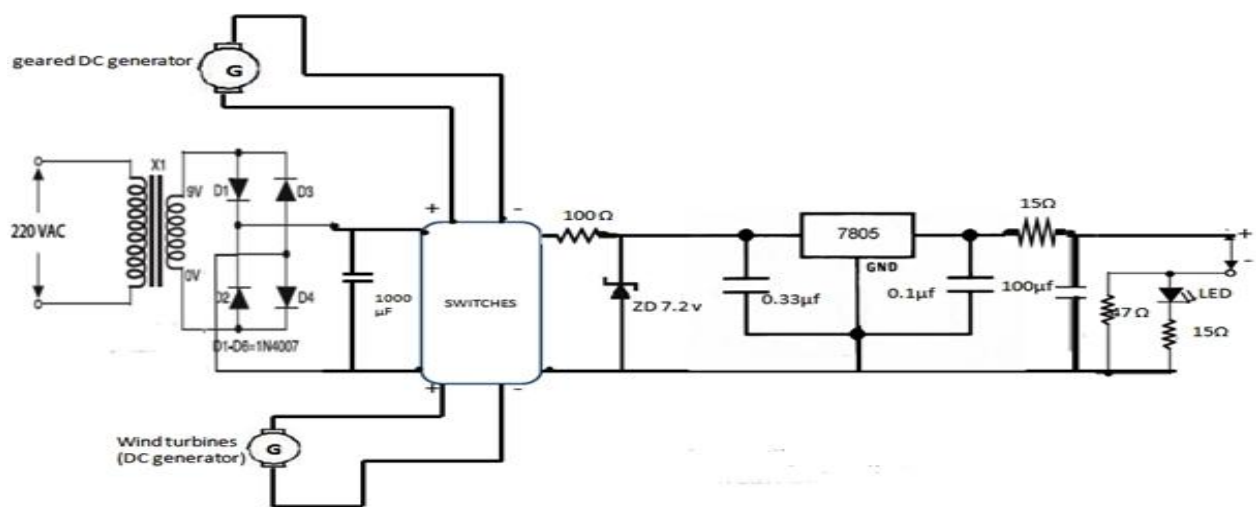 geared DC generator
G
X1
9V
D1
D3
220 VAC
0V
D2
D4
D1-D6=1N4007
1000
µF
+
-
SWITCHES
+
-
100 Ω
ZD 7.2 v
0.33µf
7805
GND
0.1µf
15Ω
100µf
+
-
47 Ω
LED
15Ω
Wind turbines
(DC generator)
G